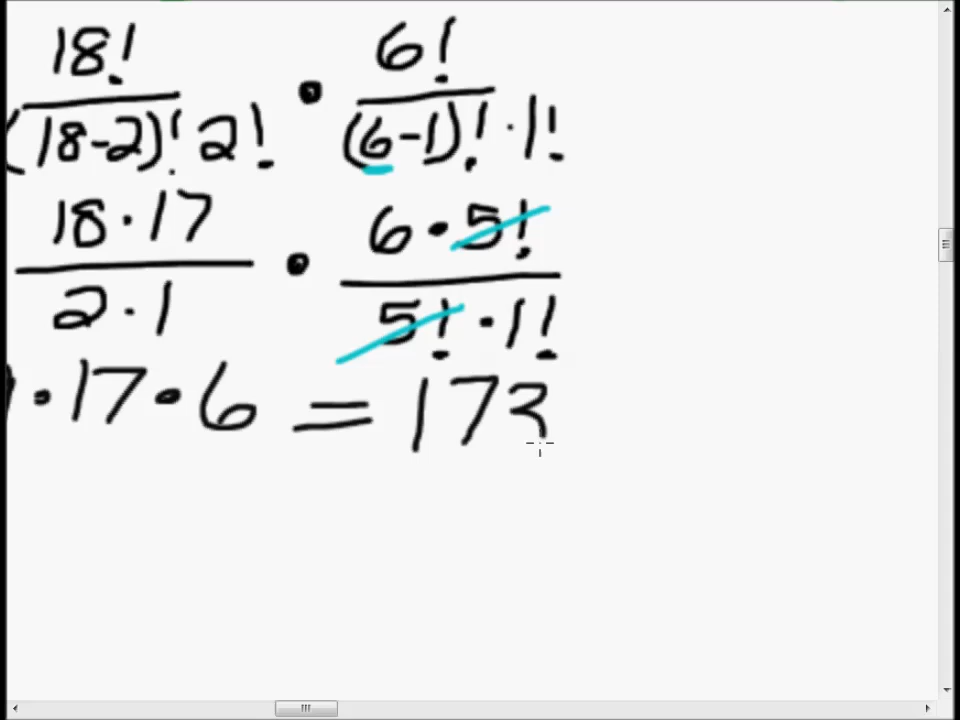 18! • 6!
(18-2)! 2! (6-1)! · 1!
18 · 17 • 6 • 5!
2 · 1 5! • 1!
• 17 • 6 = 173